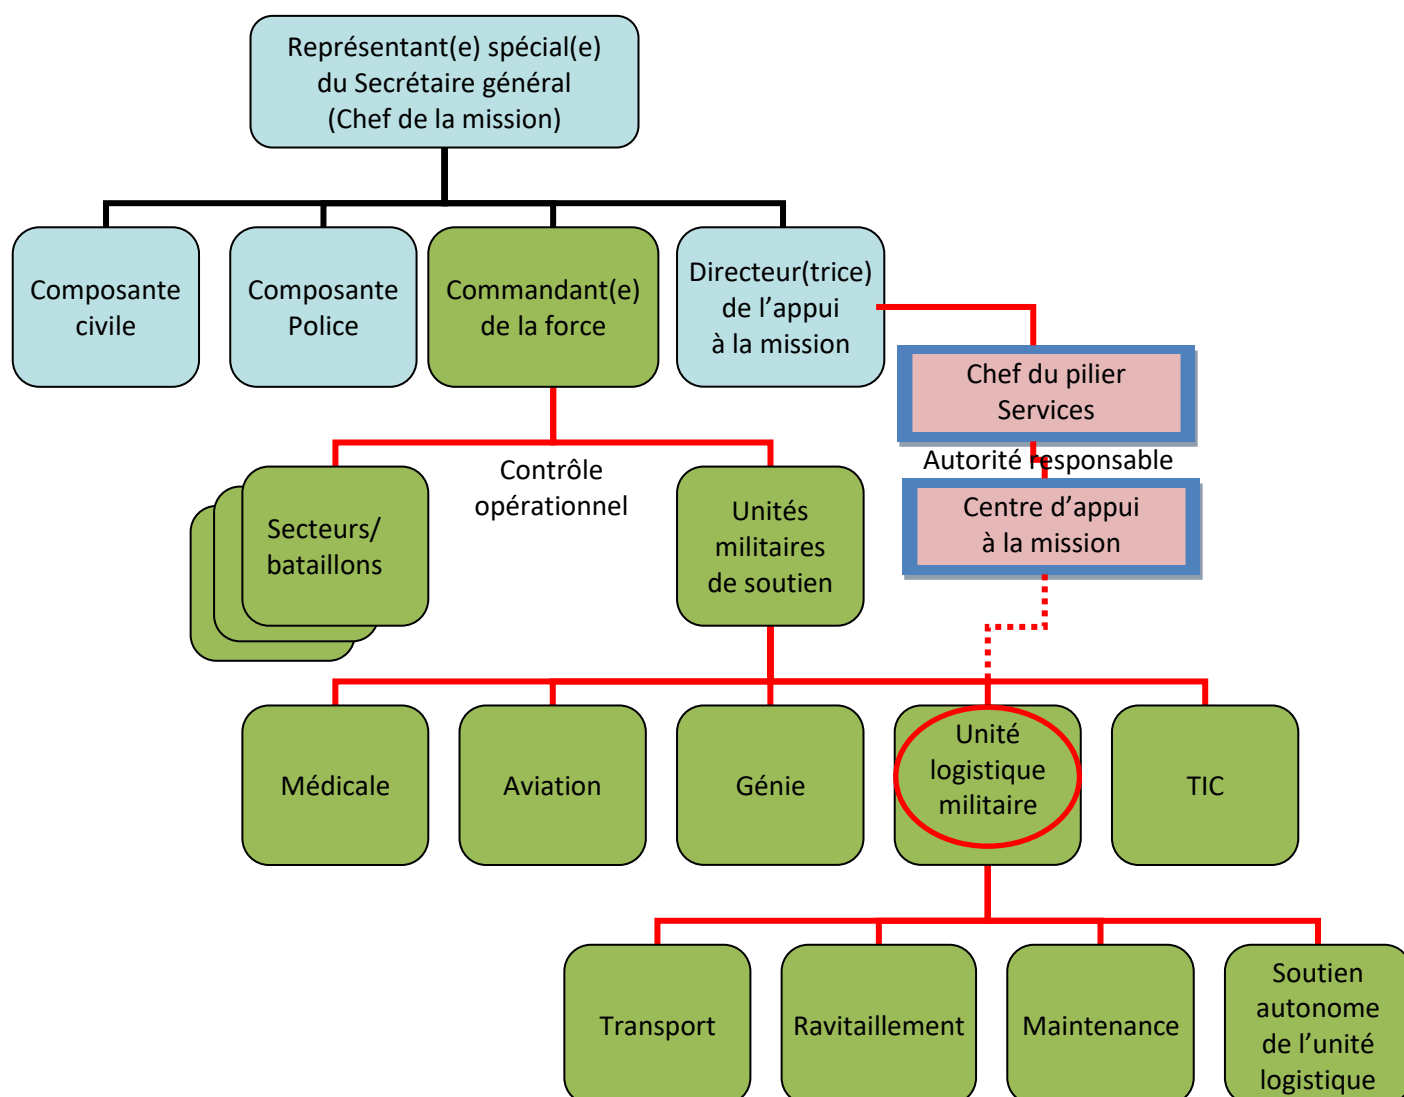 Représentant(e) spécial(e)
du Secrétaire général
(Chef de la mission)
Composante
civile
Composante
Police
Commandant(e)
de la force
Directeur(trice)
de l’appui
à la mission
Chef du pilier
Services
Autorité responsable
Centre d’appui
à la mission
Contrôle
opérationnel
Secteurs/
bataillons
Unités
militaires
de soutien
Médicale
Aviation
Génie
Unité
logistique
militaire
TIC
Transport
Ravitaillement
Maintenance
Soutien
autonome
de l’unité
logistique